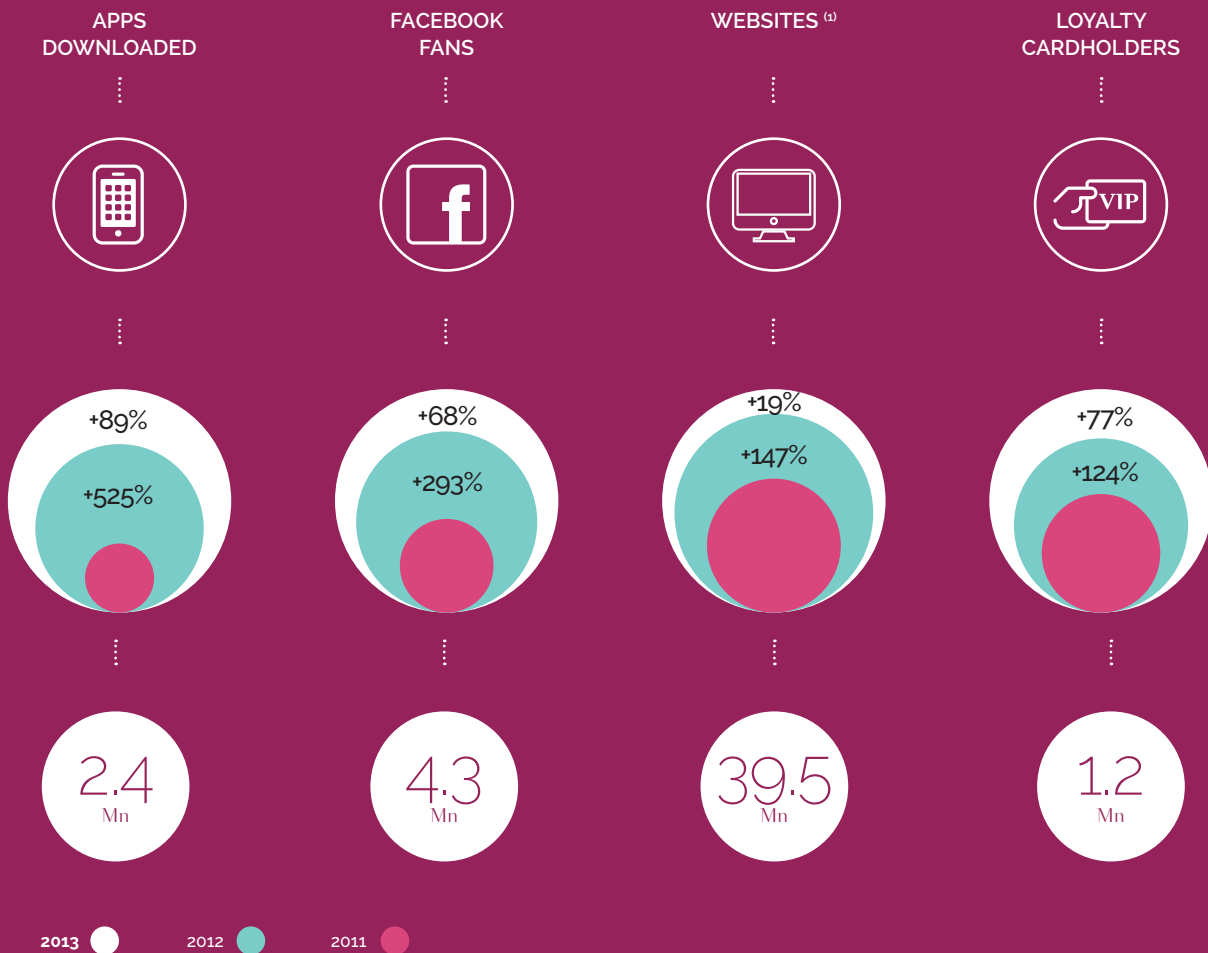 APPS
DOWNLOADED
FACEBOOK
FANS
WEBSITES (1)
LOYALTY
CARDHOLDERS
f
VIP
+89%
+68%
+19%
+77%
+525%
+293%
+147%
+124%
2.4
Mn
4.3
Mn
39.5
Mn
1.2
Mn
2013
2012
2011